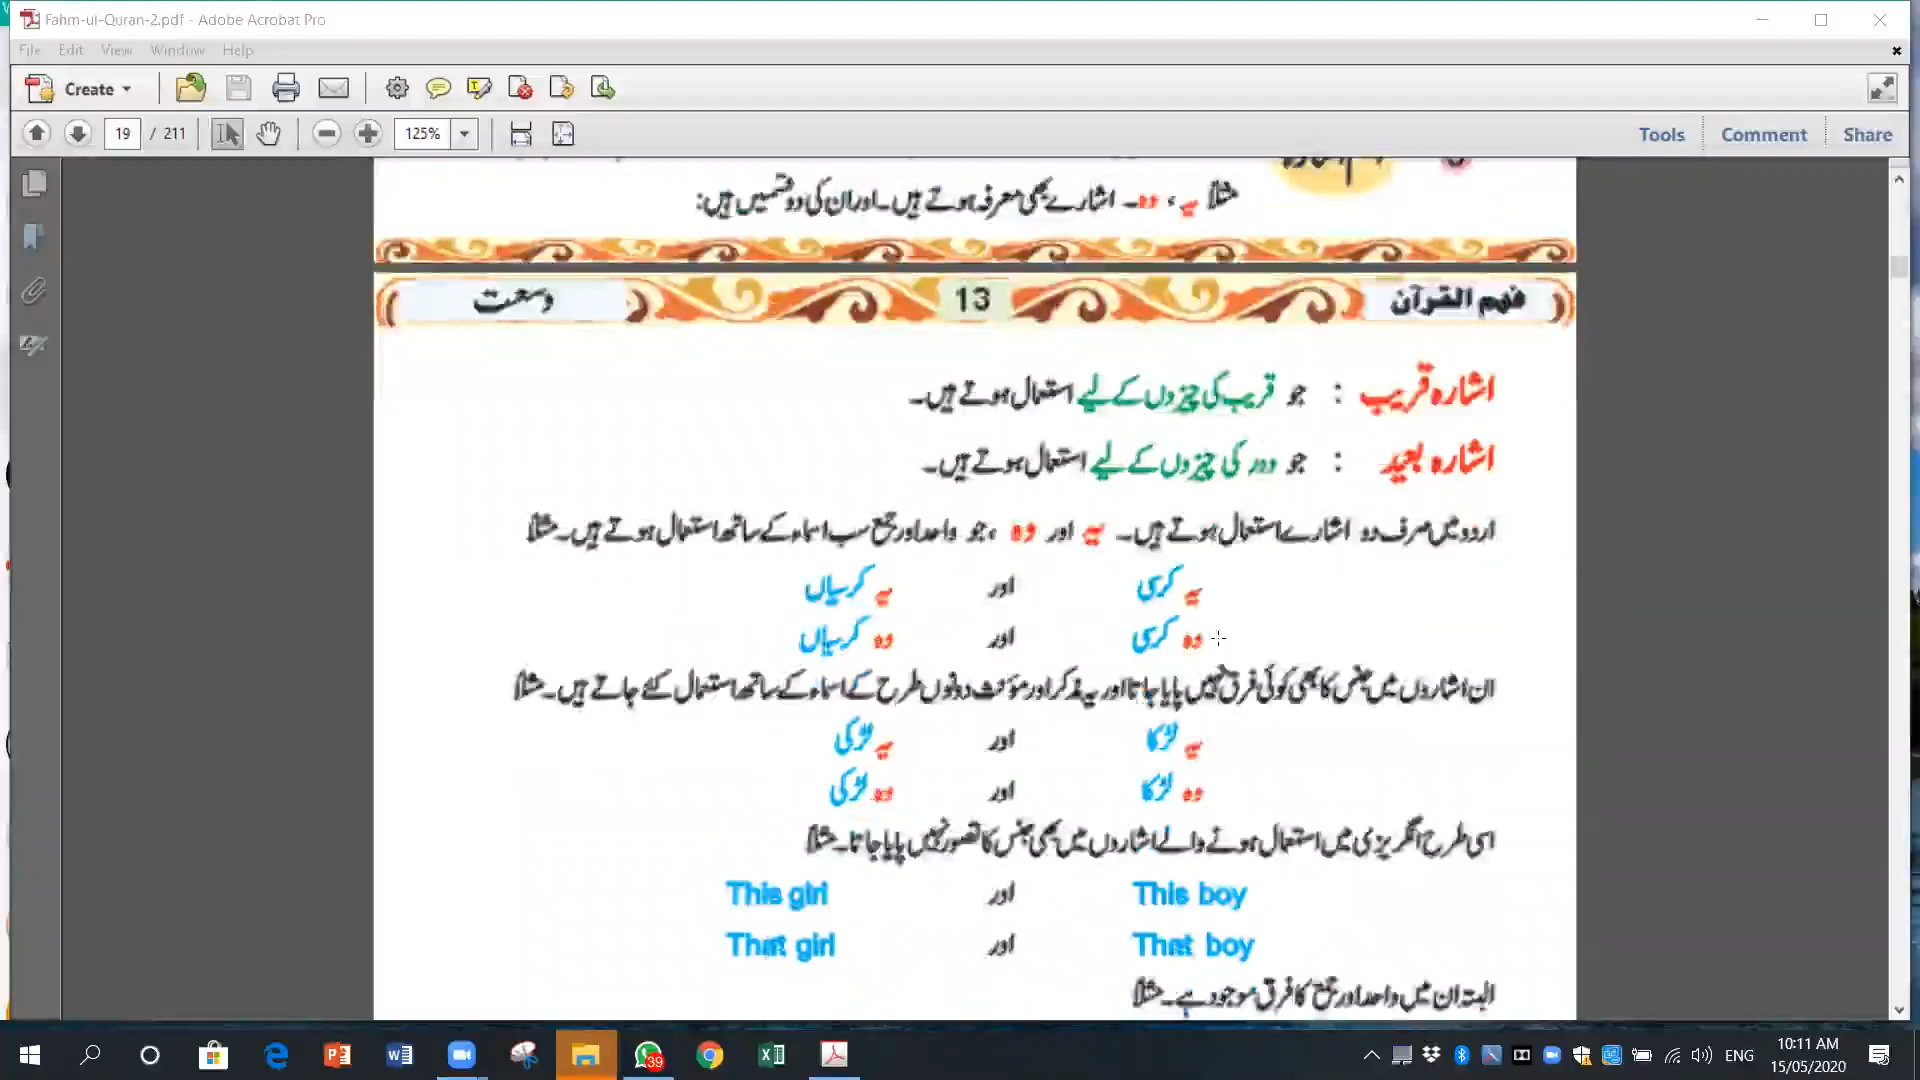 Fahm-ul-Quran-2.pdf - Adobe Acrobat Pro
File Edit View Window Help
Create
19 / 211 125% Tools Comment Share
مثلاً یہ، وہ۔ اشارے بھی معرفہ ہوتے ہیں۔ اور ان کی دو قسمیں ہیں:
فہم القرآن 13 وسعت
اشارہ قریب : جو قریب کی چیزوں کے لیے استعمال ہوتے ہیں۔
اشارہ بعید : جو دور کی چیزوں کے لیے استعمال ہوتے ہیں۔
اردو میں صرف دو اشارے استعمال ہوتے ہیں۔ یہ اور وہ ،جو واحد اور جمع سب اسماء کے ساتھ استعمال ہوتے ہیں۔ مثلاً
یہ کرسی اور یہ کرسیاں
وہ کرسی اور وہ کرسیاں
ان اشاروں میں جنس کا بھی کوئی فرق نہیں پایا جاتا اور یہ مذکر اور مؤنث دونوں طرح کے اسماء کے ساتھ استعمال کئے جاتے ہیں۔ مثلاً
یہ لڑکا اور یہ لڑکی
وہ لڑکا اور وہ لڑکی
اسی طرح انگریزی میں استعمال ہونے والے اشاروں میں بھی جنس کا تصور نہیں پایا جاتا۔ مثلاً
This boy اور This girl
That boy اور That girl
البتہ ان میں واحد اور جمع کا فرق موجود ہے۔ مثلاً
39 ENG 10:11 AM
15/05/2020